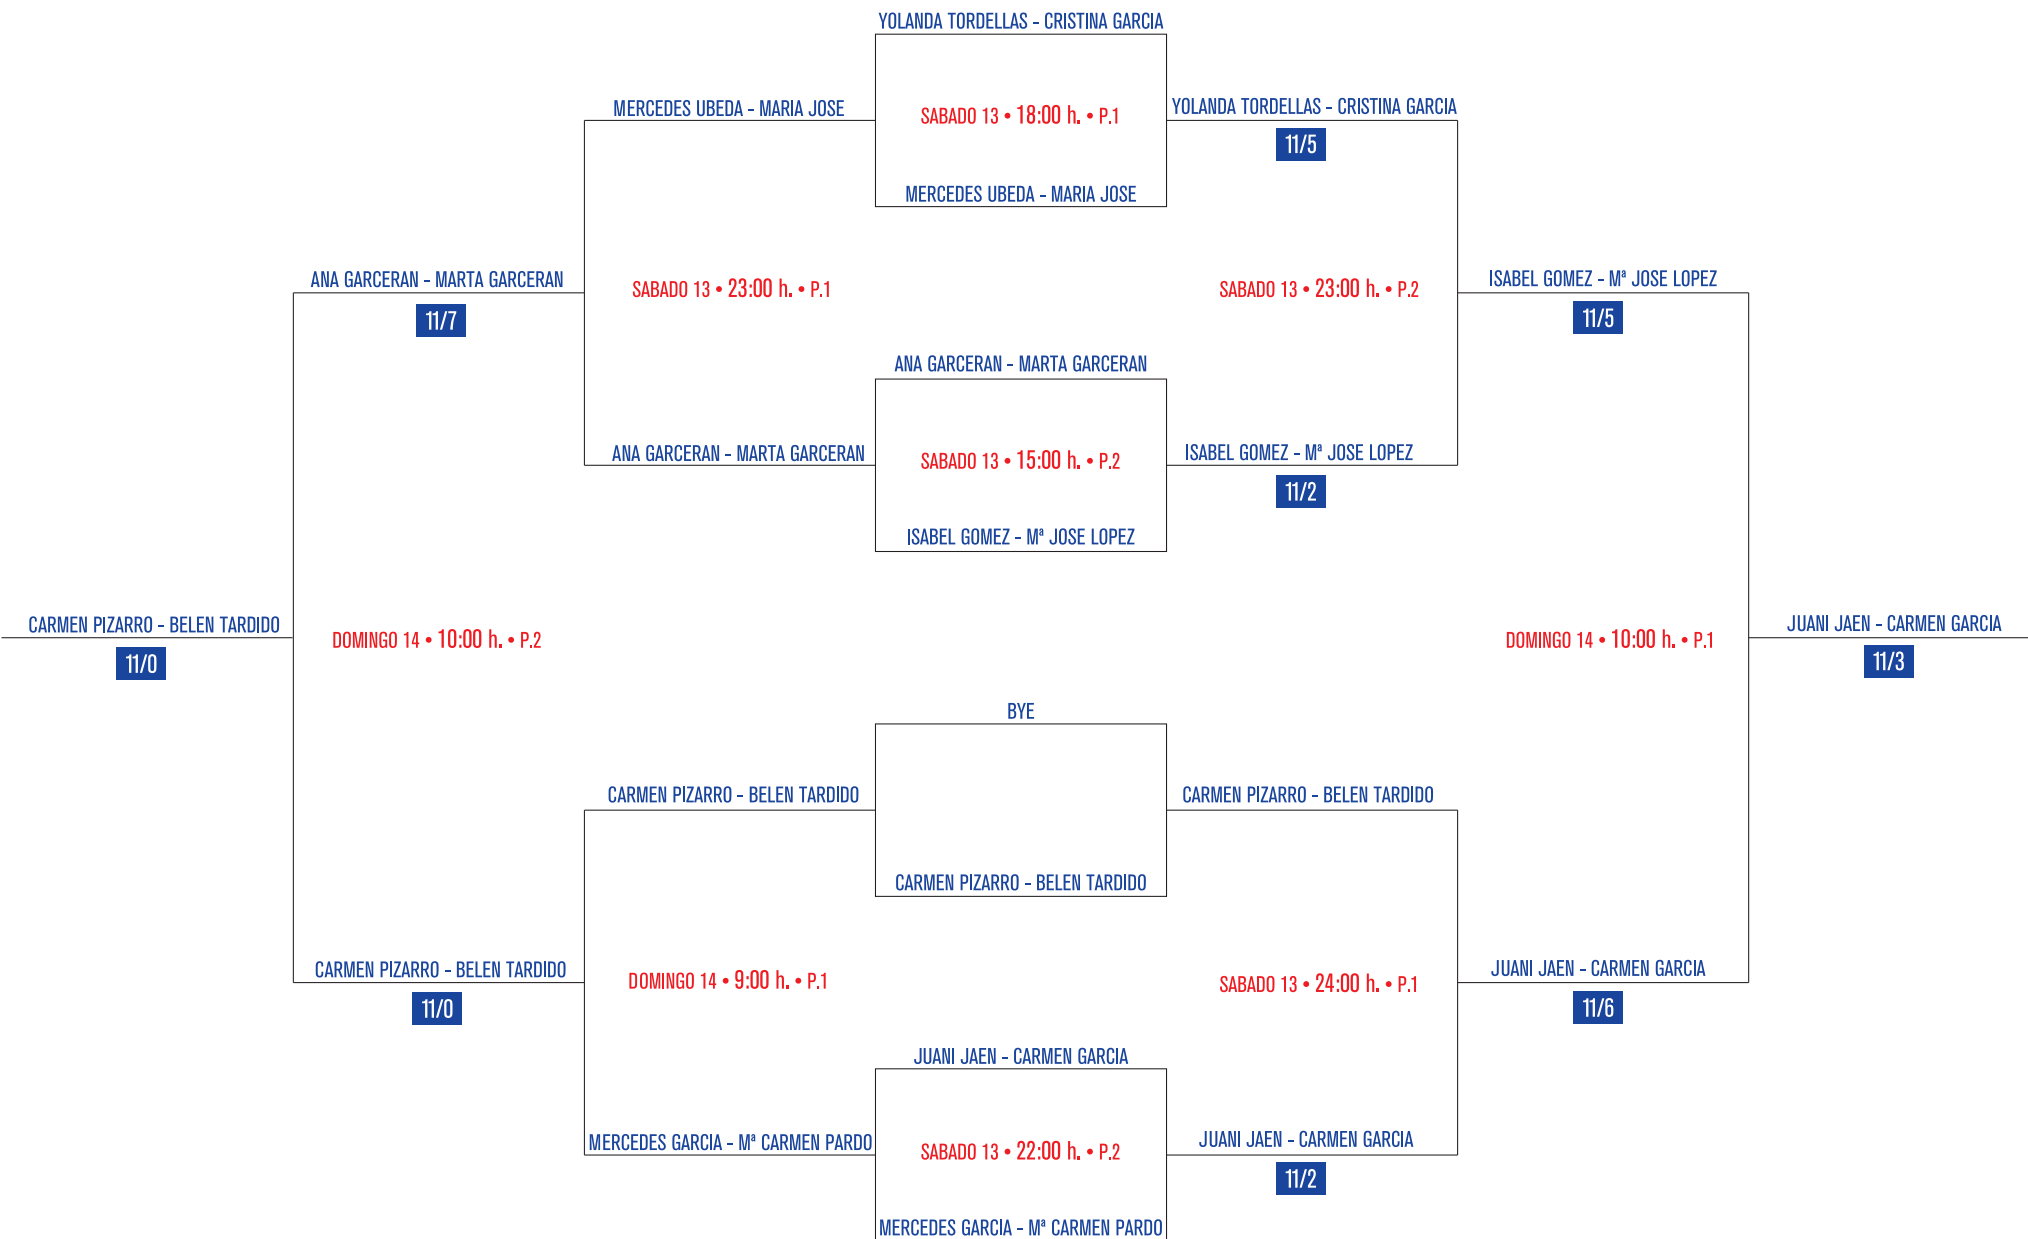 YOLANDA TORDELLAS - CRISTINA GARCIA
MERCEDES UBEDA - MARIA JOSE
SABADO 13 • 18:00 h. • P.1
YOLANDA TORDELLAS - CRISTINA GARCIA
11/5
MERCEDES UBEDA - MARIA JOSE
ANA GARCERAN - MARTA GARCERAN
11/7
SABADO 13 • 23:00 h. • P.1
SABADO 13 • 23:00 h. • P.2
ISABEL GOMEZ - Mª JOSE LOPEZ
11/5
ANA GARCERAN - MARTA GARCERAN
ANA GARCERAN - MARTA GARCERAN
SABADO 13 • 15:00 h. • P.2
ISABEL GOMEZ - Mª JOSE LOPEZ
11/2
ISABEL GOMEZ - Mª JOSE LOPEZ
CARMEN PIZARRO - BELEN TARDIDO
11/0
DOMINGO 14 • 10:00 h. • P.2
DOMINGO 14 • 10:00 h. • P.1
JUANI JAEN - CARMEN GARCIA
11/3
BYE
CARMEN PIZARRO - BELEN TARDIDO
CARMEN PIZARRO - BELEN TARDIDO
CARMEN PIZARRO - BELEN TARDIDO
CARMEN PIZARRO - BELEN TARDIDO
11/0
DOMINGO 14 • 9:00 h. • P.1
SABADO 13 • 24:00 h. • P.1
JUANI JAEN - CARMEN GARCIA
11/6
JUANI JAEN - CARMEN GARCIA
MERCEDES GARCIA - Mª CARMEN PARDO
SABADO 13 • 22:00 h. • P.2
JUANI JAEN - CARMEN GARCIA
11/2
MERCEDES GARCIA - Mª CARMEN PARDO